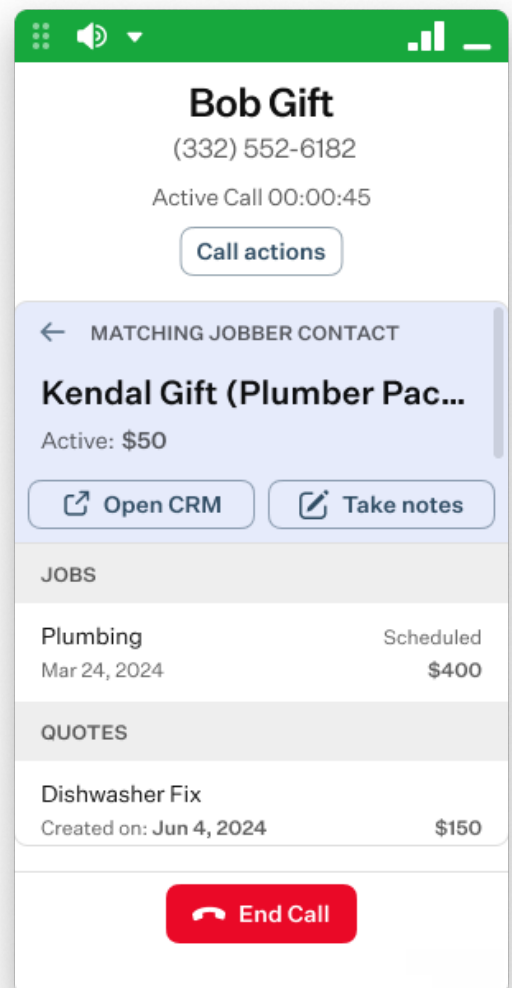 Bob Gift
(332) 552-6182
Active Call 00:00:45
Call actions
MATCHING JOBBER CONTACT
Kendal Gift (Plumber Pac...
Active: $50
Open CRM
Take notes
JOBS
Plumbing Scheduled
Mar 24, 2024 $400
QUOTES
Dishwasher Fix
Created on: Jun 4, 2024 $150
End Call